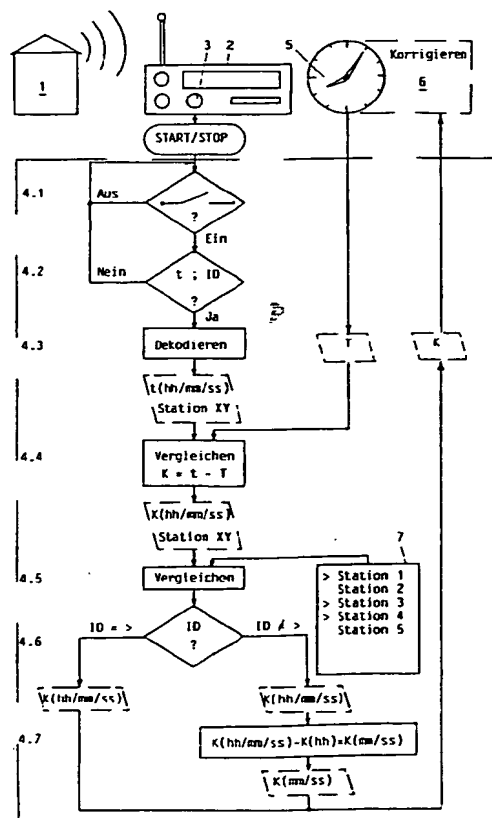 3 2
5
Korrigieren
6
1
START/STOP
4.1
Aus
?
Ein
4.2
Nein
t ; ID
?
Ja
4.3
Dekodieren
T
K
t(hh/mm/ss)
Station XY
4.4
Vergleichen
K = t - T
K(hh/mm/ss)
Station XY
7
4.5
Vergleichen
> Station 1
Station 2
> Station 3
> Station 4
Station 5
4.6
ID = >
ID
?
ID ≠ >
K(hh/mm/ss)
K(hh/mm/ss)
4.7
K(hh/mm/ss)-K(hh)=K(mm/ss)
K(mm/ss)